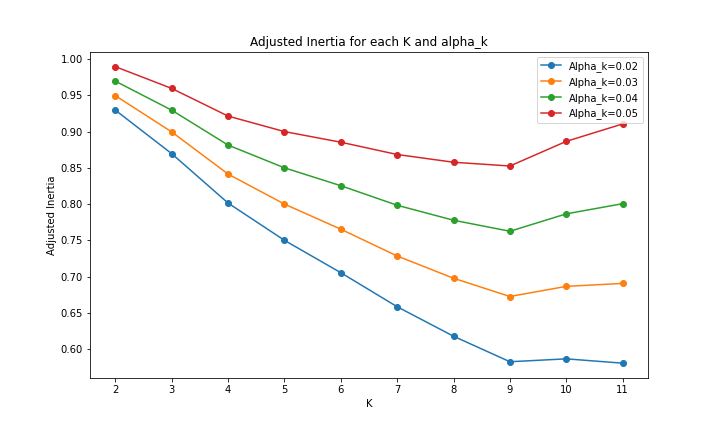 Adjusted Inertia for each K and alpha_k
Alpha_k=0.02
Alpha_k=0.03
Alpha_k=0.04
Alpha_k=0.05
Adjusted Inertia
1.00
0.95
0.90
0.85
0.80
0.75
0.70
0.65
0.60
2 3 4 5 6 7 8 9 10 11
K